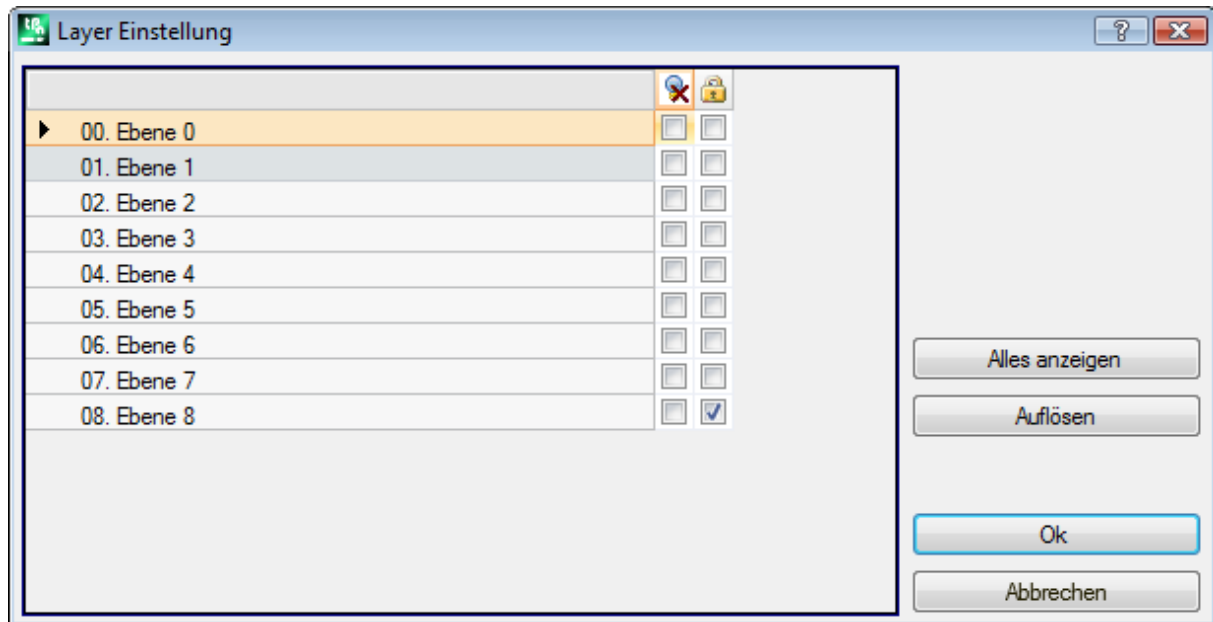 Layer Einstellung
00. Ebene 0
01. Ebene 1
02. Ebene 2
03. Ebene 3
04. Ebene 4
05. Ebene 5
06. Ebene 6
07. Ebene 7
08. Ebene 8
Alles anzeigen
Auflösen
Ok
Abbrechen